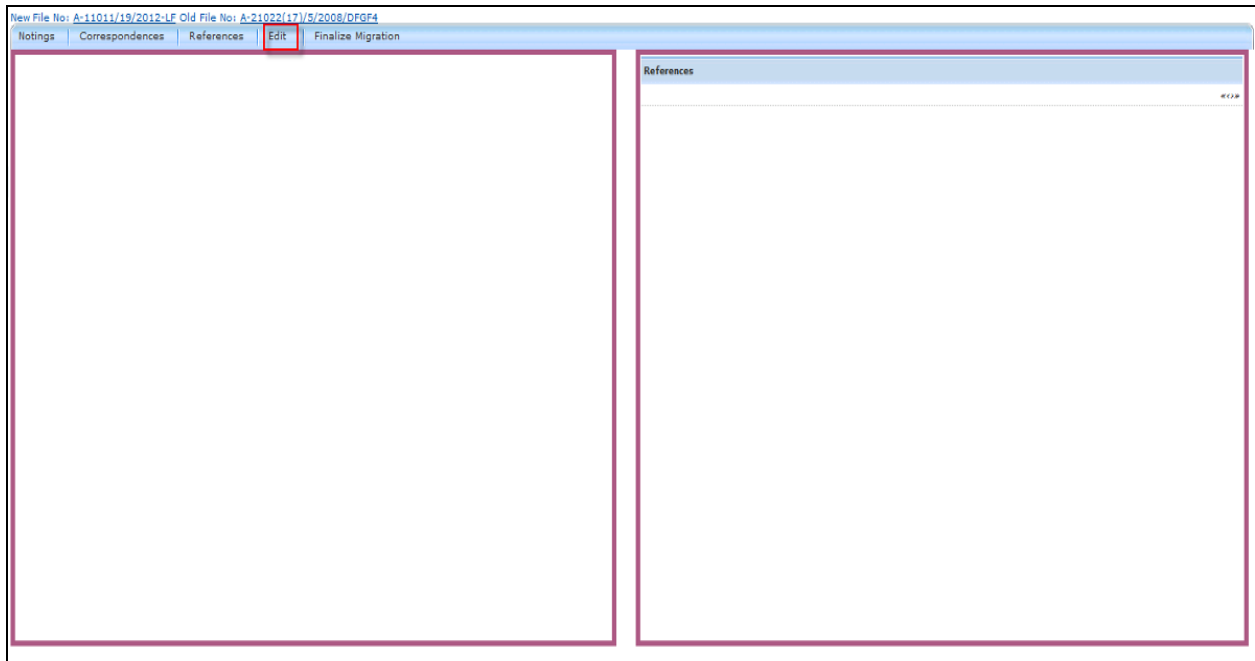 New File No: A-11011/19/2012-LF Old File No: A-21022(17)/5/2008/DFGF4
Notings Correspondences References Edit Finalize Migration
References
«‹›»